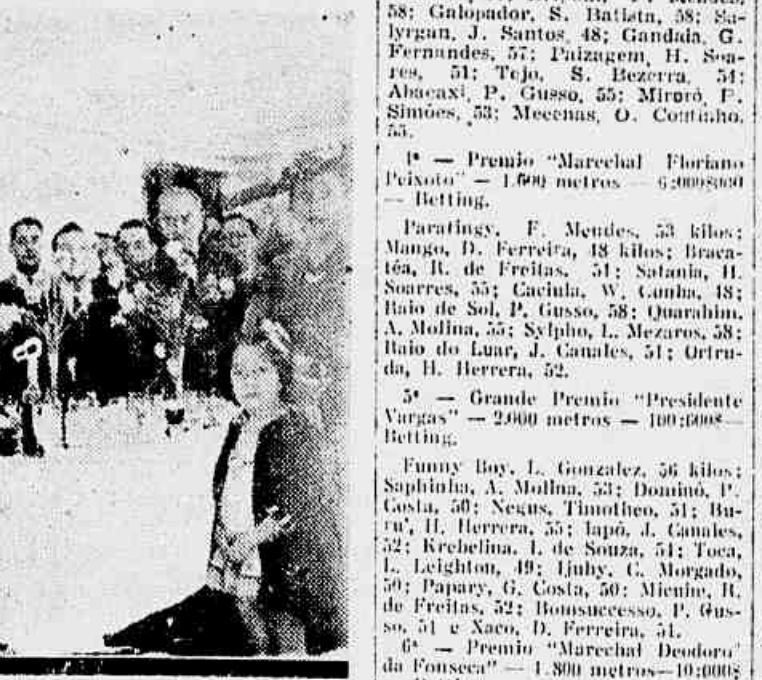 58; Galopador, S. Batista, 58; Sa-
lyrgan, J. Santos, 48; Gandaia, G.
Fernandes, 57; Paizagem, H. Soa-
res, 51; Tejo, S. Bezerra, 54;
Abacaxi, P. Gusso, 55; Miroró, P.
Simões, 53; Mecenas, O. Coutinho,
55.
— Premio "Marechal Floriano
Peixoto" — 1.600 metros — 6:000$000
— Betting.
Paratingy, F. Mendes, 53 kilos;
Mango, D. Ferreira, 48 kilos; Braca-
téa, R. de Freitas, 51; Satania, H.
Soarres, 55; Caciula, W. Cunha, 48;
Raio de Sol, P. Gusso, 58; Quarahim,
A. Molina, 55; Sylpho, L. Mezaros, 58;
Raio do Luar, J. Canales, 51; Ortru-
da, H. Herrera, 52.
5ª — Grande Premio "Presidente
Vargas" — 2.000 metros —
Betting.
Funny Boy, L. Gonzalez, 56 kilos;
Saphinha, A. Molina, 53; Dominó, P.
Costa, 50; Negus, Timotheo, 51; Bu-
ru', H. Herrera, 55; Iapó, J. Canales,
52; Krebelina, I. de Souza, 51; Toca,
L. Leighton, 49; Ijuhy, C. Morgado,
50; Papary, G. Costa, 50; Micuim, R.
de Freitas, 52; Bomsuccesso, P. Gus-
so, 51 e Xaco, D. Ferreira, 51.
6ª — Premio "Marechal Deodoro
da Fonseca" — 1.800 metros—10:000$